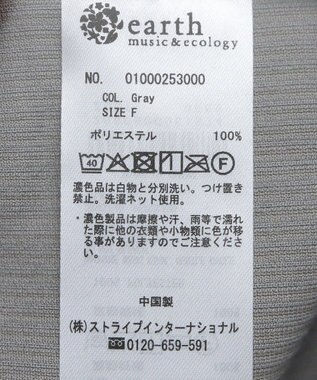 earth
music&ecology
NO. 01000253000
COL. Gray
SIZE F
ポリエステル 100%
40 F
濃色品は白物と分別洗い。つけ置き
禁止。洗濯ネット使用。
・濃色製品は摩擦や汗、雨等で濡れ
た際に他の衣類や小物類に色が移
る事がありますのでご注意くださ
い。
中国製
(株)ストライプインターナショナル
0120-659-591